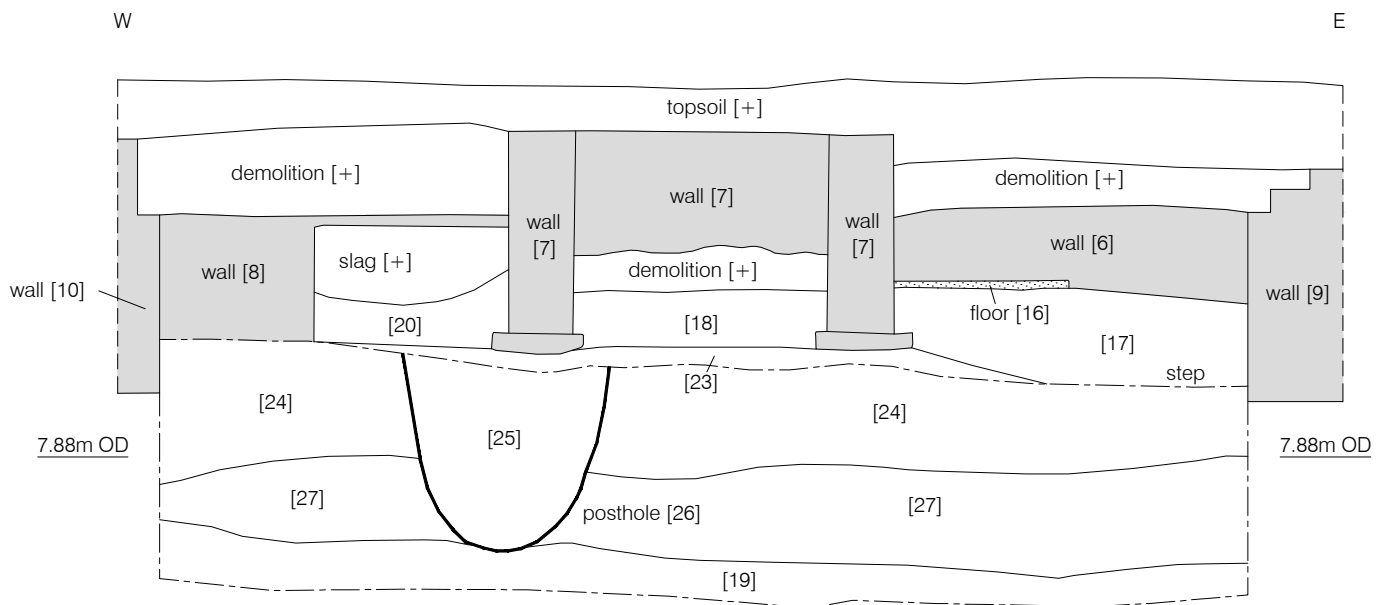 W
E
topsoil [+]
demolition [+]
demolition [+]
wall [7]
wall
[7]
wall
[7]
wall [6]
slag [+]
wall [8]
demolition [+]
wall [10]
wall [9]
floor [16]
[20]
[18]
[17]
[23]
step
[24]
[24]
[25]
7.88m OD
7.88m OD
[27]
posthole [26]
[27]
[19]